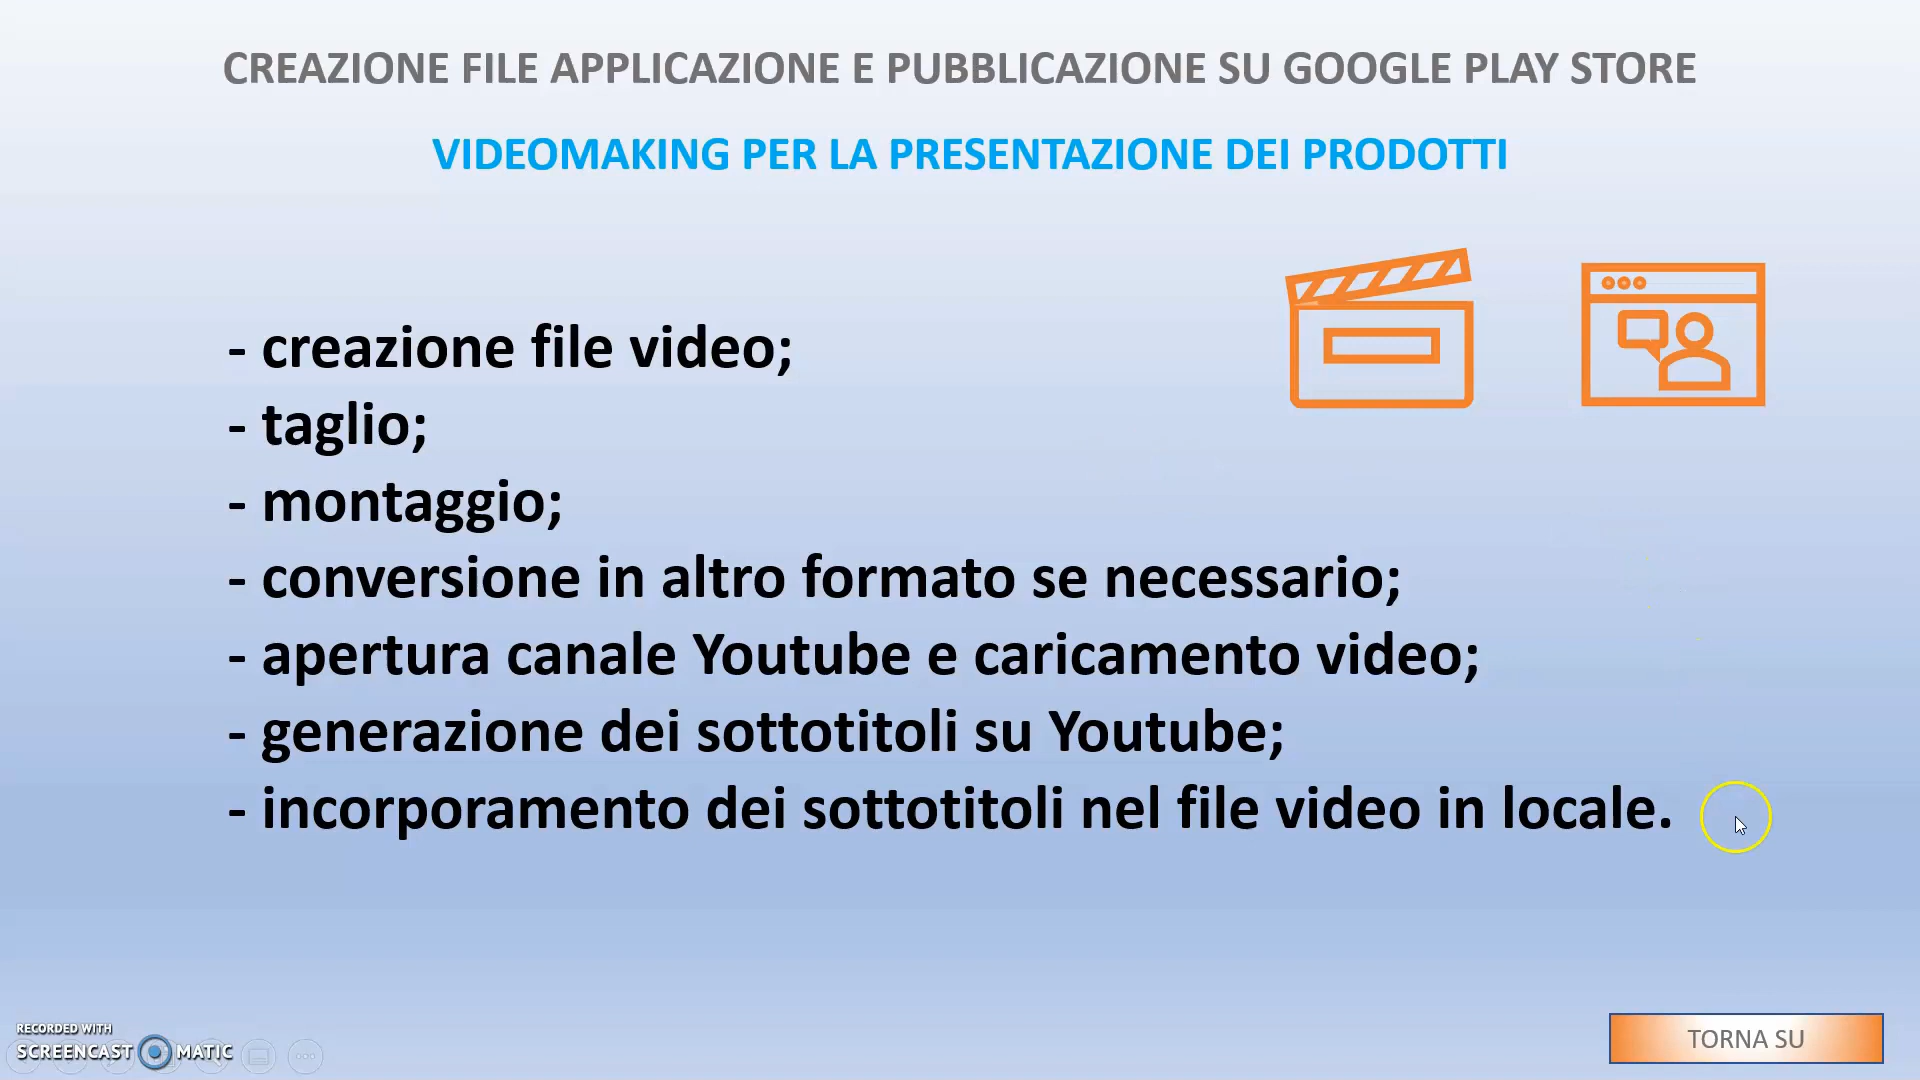 CREAZIONE FILE APPLICAZIONE E PUBBLICAZIONE SU GOOGLE PLAY STORE
VIDEOMAKING PER LA PRESENTAZIONE DEI PRODOTTI
- creazione file video;
- taglio;
- montaggio;
- conversione in altro formato se necessario;
- apertura canale Youtube e caricamento video;
- generazione dei sottotitoli su Youtube;
- incorporamento dei sottotitoli nel file video in locale.
RECORDED WITH
SCREENCAST MATIC
TORNA SU